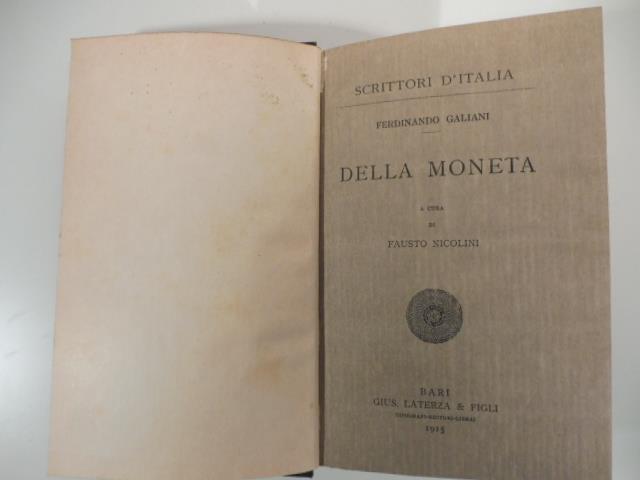 SCRITTORI D'ITALIA
FERDINANDO GALIANI
DELLA MONETA
A CURA
DI
FAUSTO NICOLINI
BARI
GIUS. LATERZA & FIGLI
TIPOGRAFI-EDITORI-LIBRAI
1915